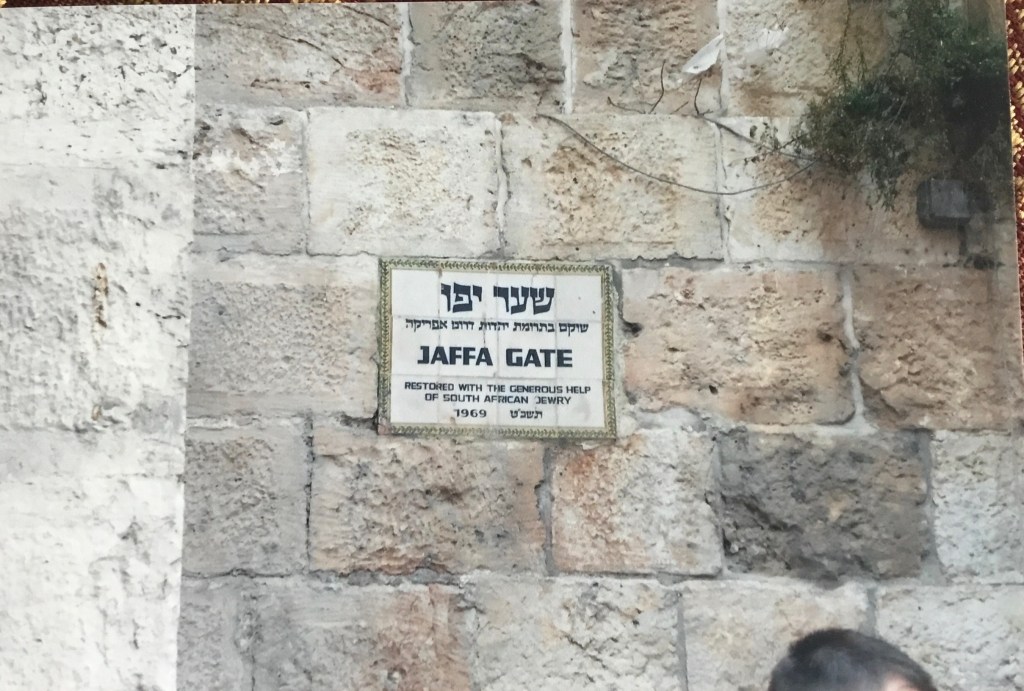 שער יפו
שוקם בתרומת יהדות דרום אפריקה
JAFFA GATE
RESTORED WITH THE GENEROUS HELP
OF SOUTH AFRICAN JEWRY
1969 תשכ"ט